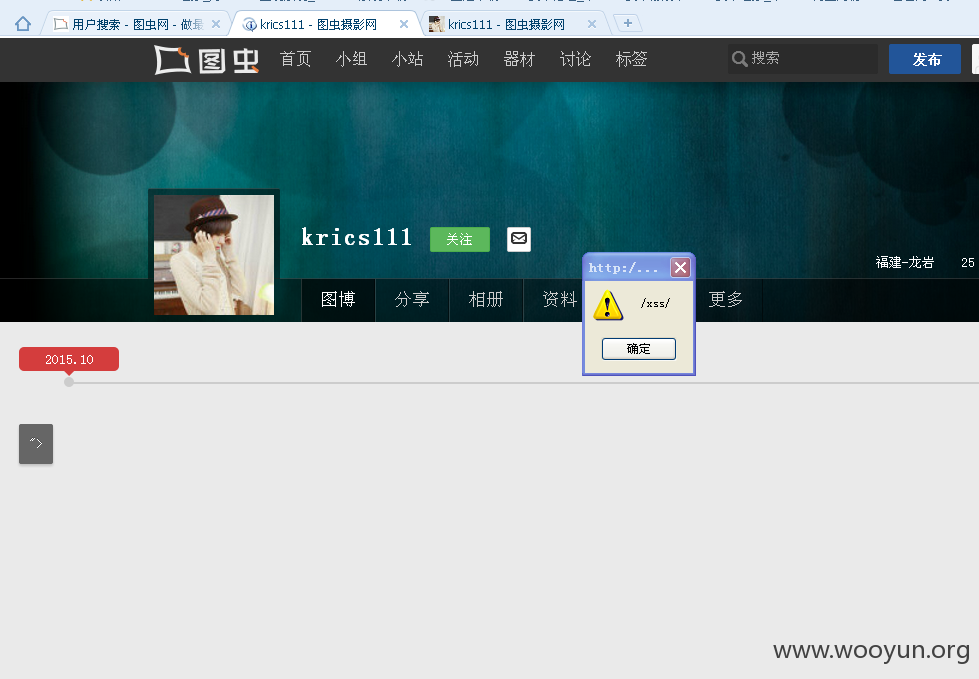 用户搜索 - 图虫网 - 做最
krics111 - 图虫摄影网
krics111 - 图虫摄影网
图虫
首页 小组 小站 活动 器材 讨论 标签
搜索
发布
krics111
关注
福建-龙岩 25
图博 分享 相册 资料 更多
http:/...
/xss/
确定
2015.10
">
www.wooyun.org